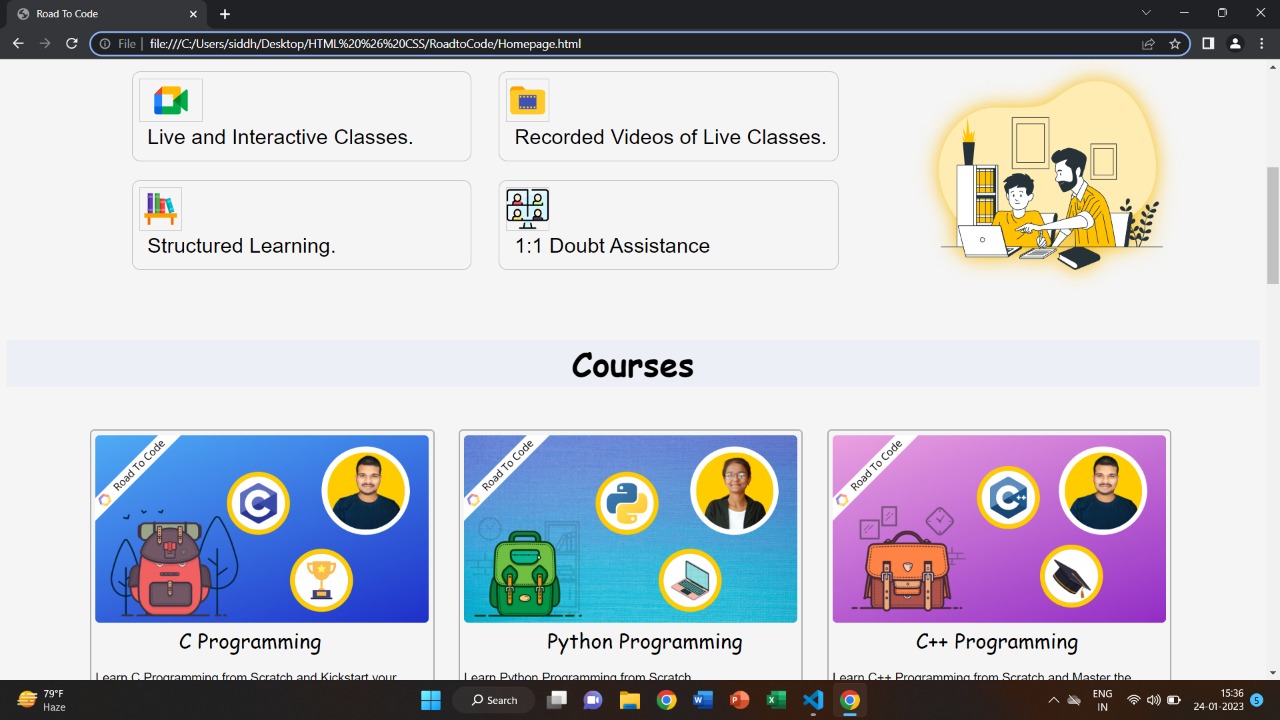 Road To Code
File
file:///C:/Users/siddh/Desktop/HTML%20%26%20CSS/RoadtoCode/Homepage.html
Live and Interactive Classes.
Recorded Videos of Live Classes.
Structured Learning.
1:1 Doubt Assistance
Courses
Road To Code
Road To Code
Road To Code
C Programming
Python Programming
C++ Programming
Learn C Programming from Scratch and Kickstart your
Learn Python Programming from Scratch
Learn C++ Programming from Scratch and Master the
79°F
Haze
Search
ENG
IN
15:36
24-01-2023
5